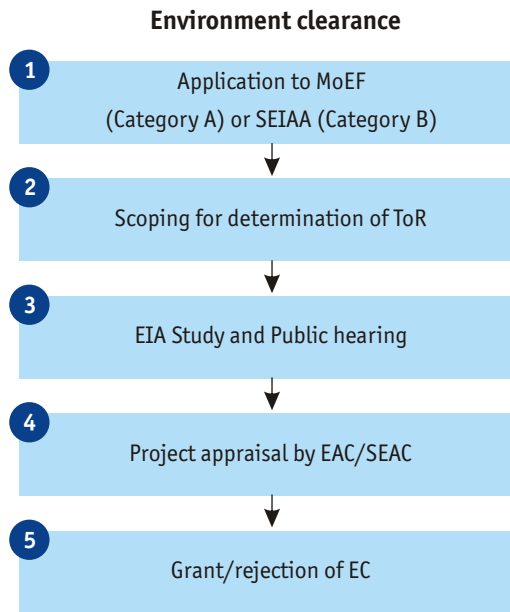 Environment clearance
1
Application to MoEF
(Category A) or SEIAA (Category B)
2
Scoping for determination of ToR
3
EIA Study and Public hearing
4
Project appraisal by EAC/SEAC
5
Grant/rejection of EC